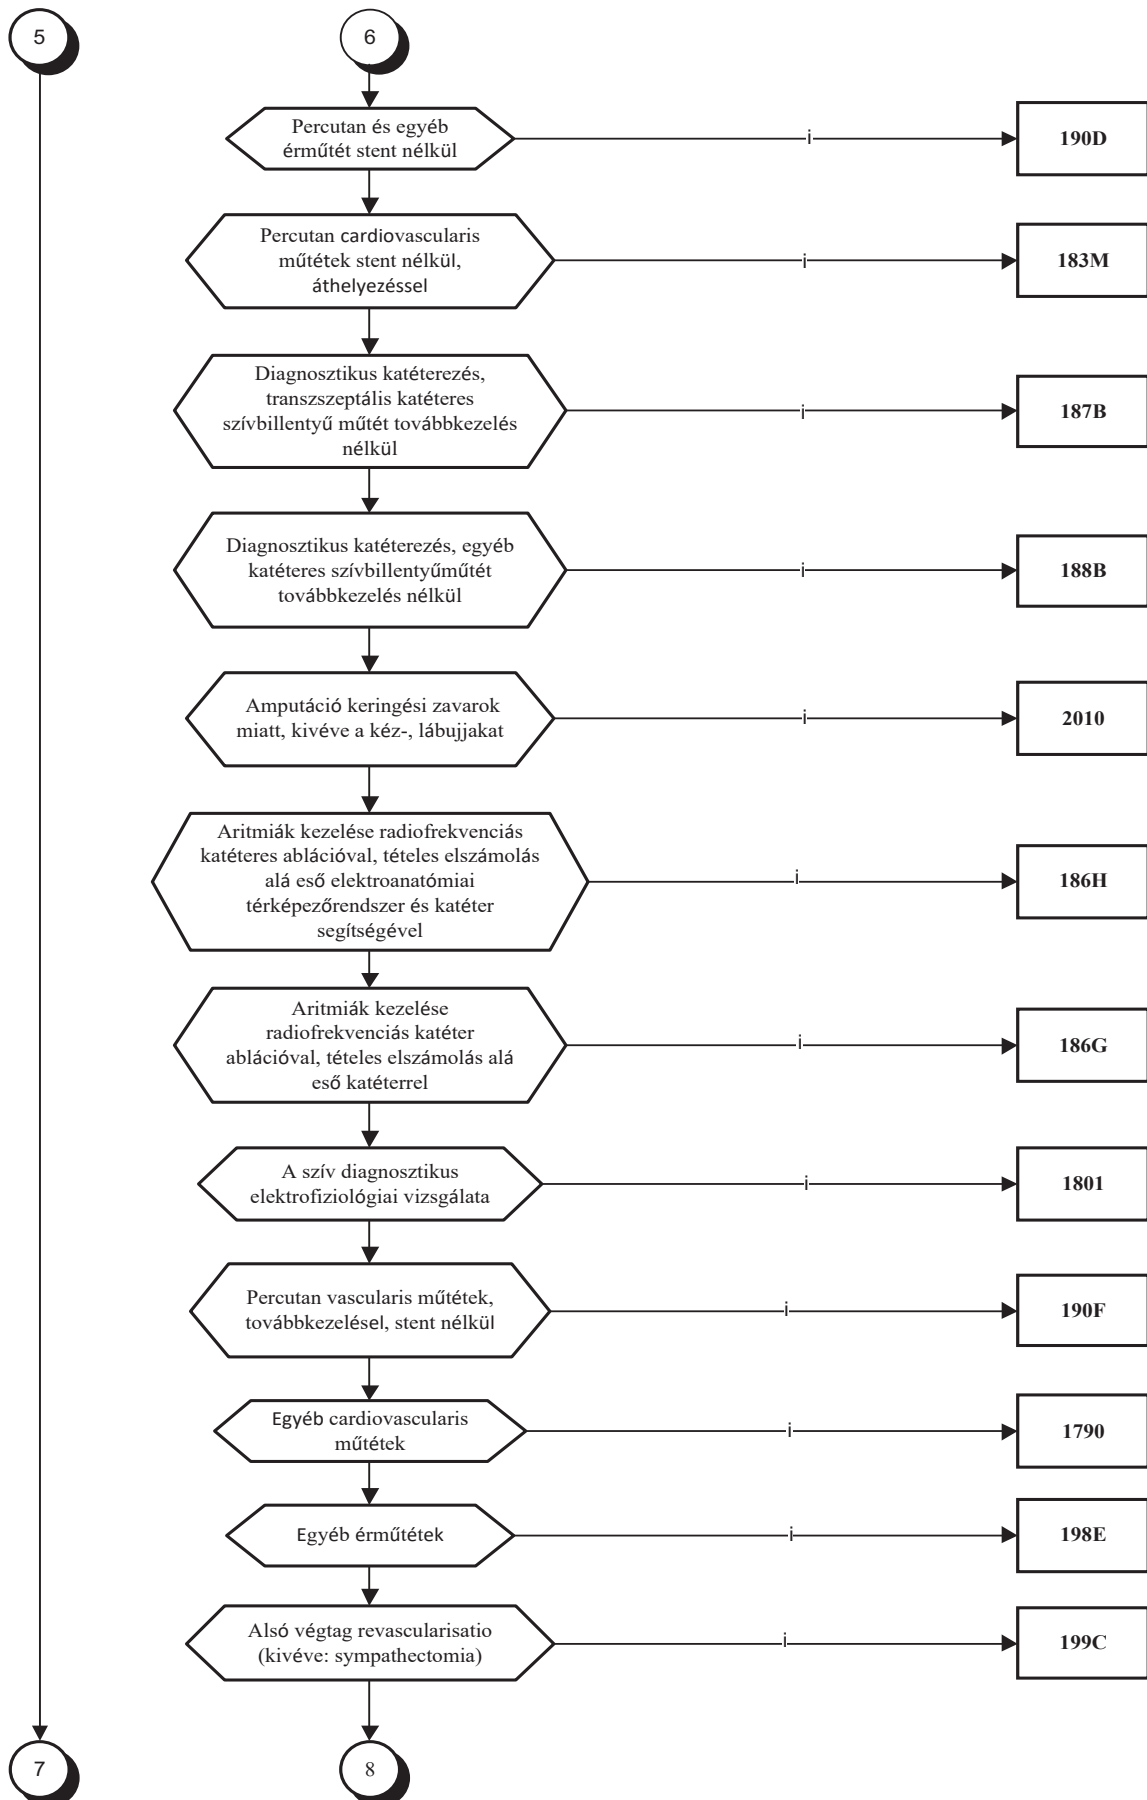 5
6
Percutan és egyéb
érműtét stent nélkül
i
190D
Percutan cardiovascularis
műtétek stent nélkül,
áthelyezéssel
i
183M
Diagnosztikus katéterezés,
transzszeptális katéteres
szívbillentyű műtét továbbkezelés
nélkül
i
187B
Diagnosztikus katéterezés, egyéb
katéteres szívbillentyűműtét
továbbkezelés nélkül
i
188B
Amputáció keringési zavarok
miatt, kivéve a kéz-, lábujjakat
i
2010
Aritmiák kezelése radiofrekvenciás
katéteres ablációval, tételes elszámolás
alá eső elektroanatómiai
térképezőrendszer és katéter
segítségével
i
186H
Aritmiák kezelése
radiofrekvenciás katéter
ablációval, tételes elszámolás alá
eső katéterrel
i
186G
A szív diagnosztikus
elektrofiziológiai vizsgálata
i
1801
Percutan vascularis műtétek,
továbbkezelésel, stent nélkül
i
190F
Egyéb cardiovascularis
műtétek
i
1790
Egyéb érműtétek
i
198E
Alsó végtag revascularisatio
(kivéve: sympathectomia)
i
199C
7
8